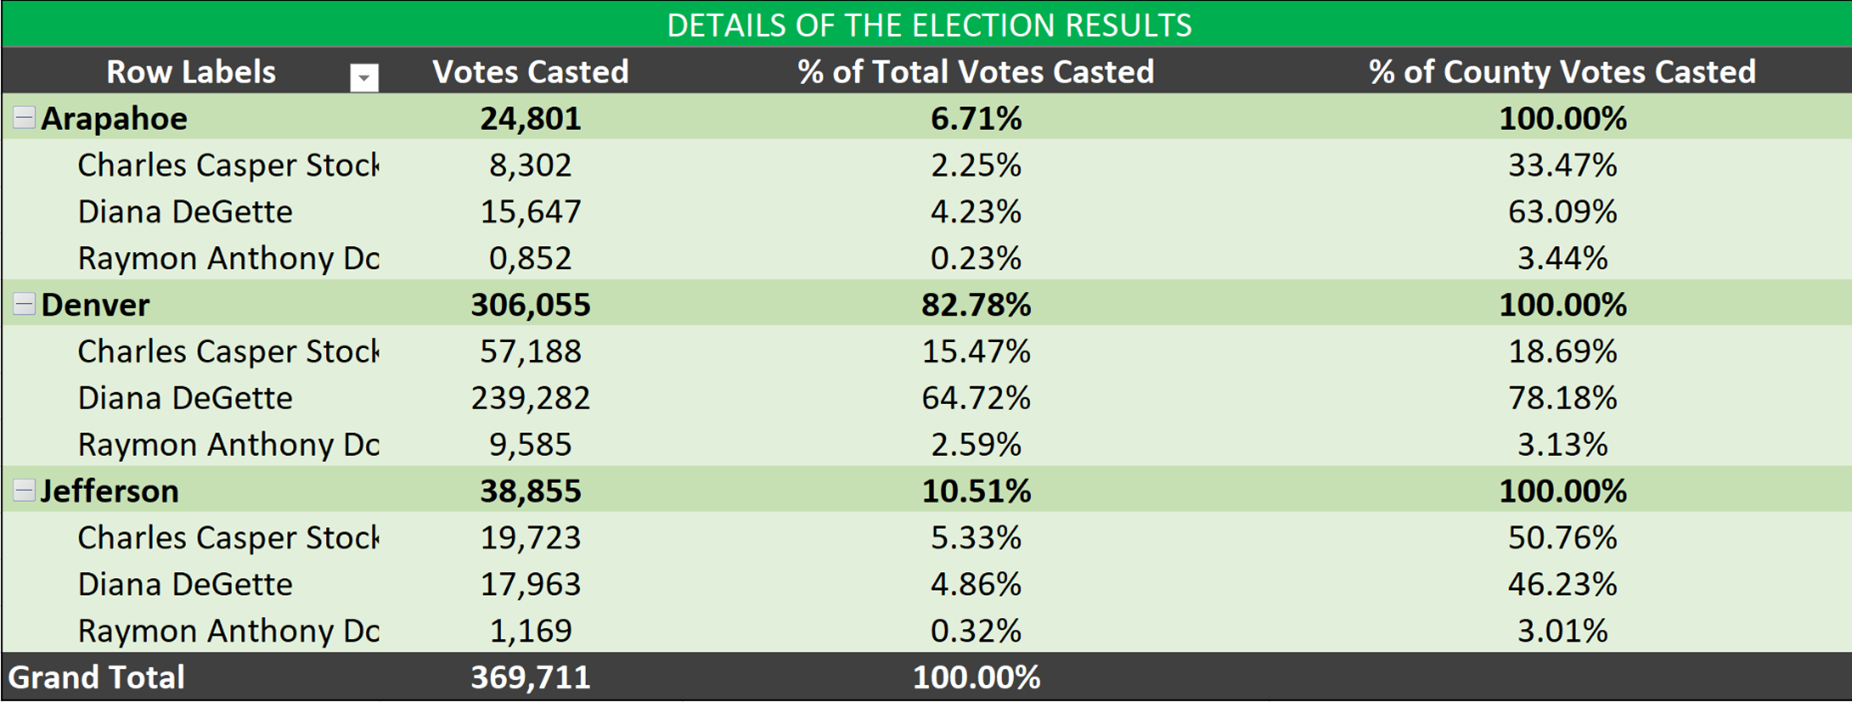 DETAILS OF THE ELECTION RESULTS
Row Labels Votes Casted % of Total Votes Casted % of County Votes Casted
Arapahoe 24,801 6.71% 100.00%
Charles Casper Stock 8,302 2.25% 33.47%
Diana DeGette 15,647 4.23% 63.09%
Raymon Anthony Do 0,852 0.23% 3.44%
Denver 306,055 82.78% 100.00%
Charles Casper Stock 57,188 15.47% 18.69%
Diana DeGette 239,282 64.72% 78.18%
Raymon Anthony Do 9,585 2.59% 3.13%
Jefferson 38,855 10.51% 100.00%
Charles Casper Stock 19,723 5.33% 50.76%
Diana DeGette 17,963 4.86% 46.23%
Raymon Anthony Do 1,169 0.32% 3.01%
Grand Total 369,711 100.00%